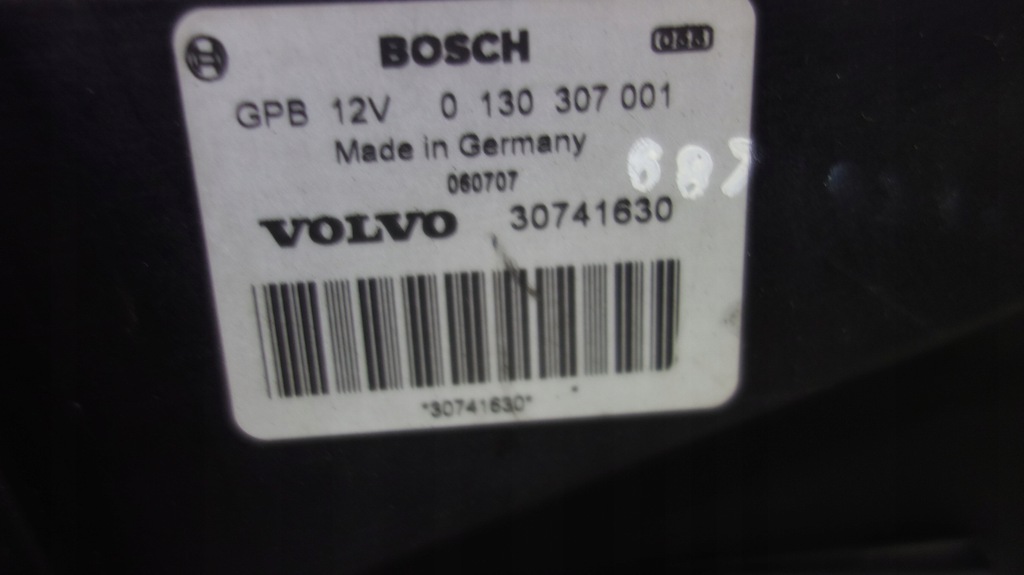 BOSCH
GPB 12V 0 130 307 001
Made in Germany
060707
VOLVO 30741630
*30741630*